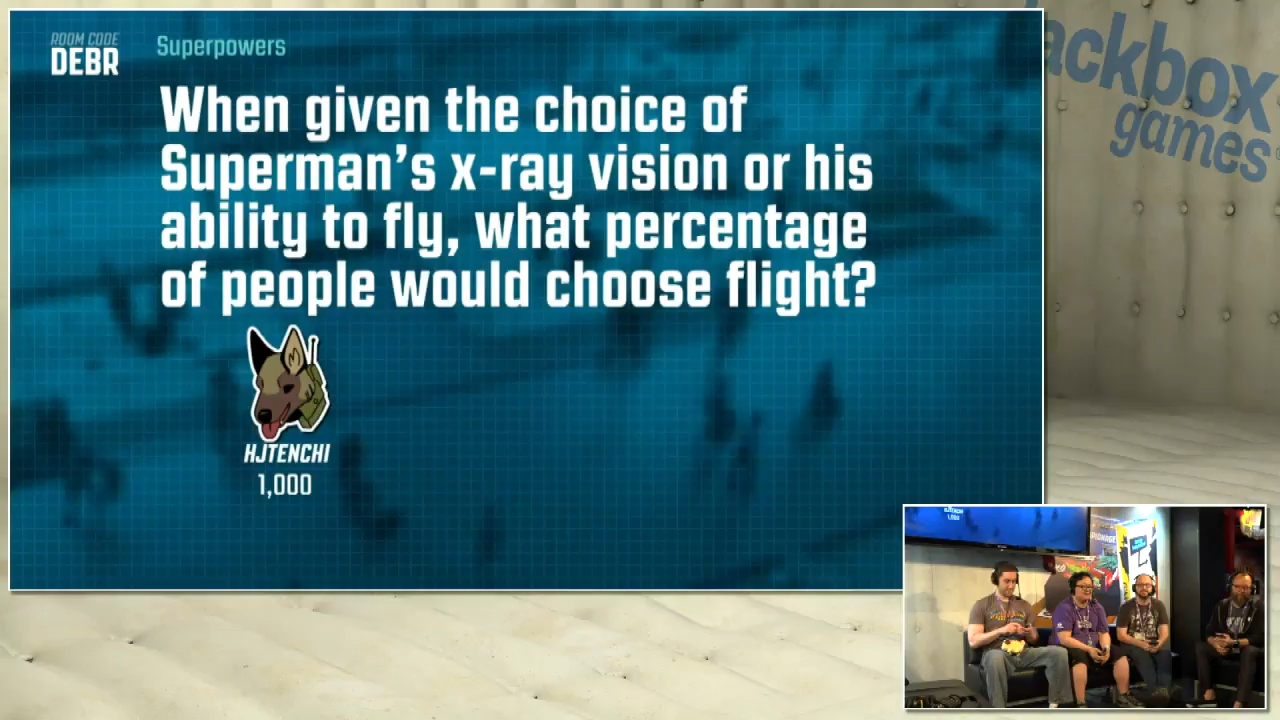 ROOM CODE
DEBR
Superpowers
When given the choice of
Superman's x-ray vision or his
ability to fly, what percentage
of people would choose flight?
HJTENCHI
1,000
ackbox
games